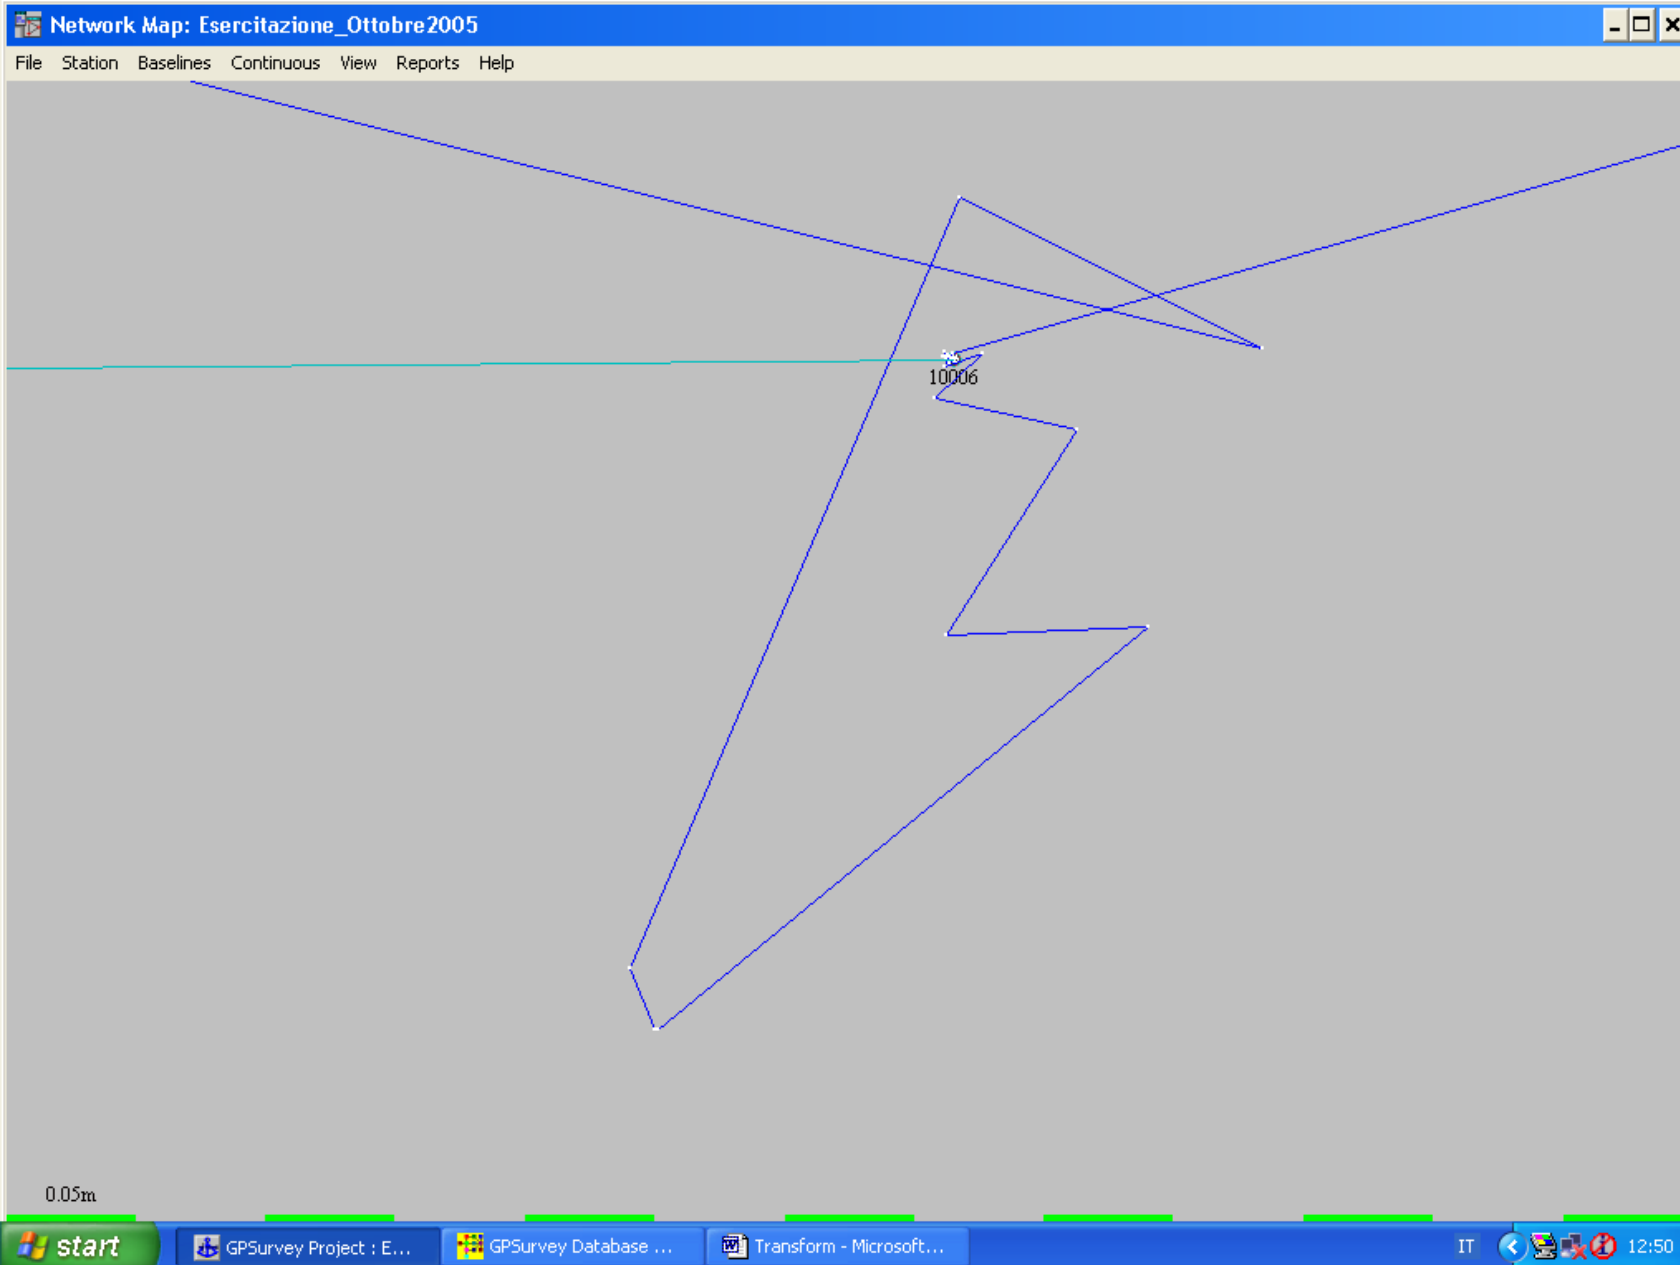 Network Map: Esercitazione_Ottobre2005
File Station Baselines Continuous View Reports Help
10006
0.05m
start GPSurvey Project : E... GPSurvey Database ... Transform - Microsoft... IT 12:50